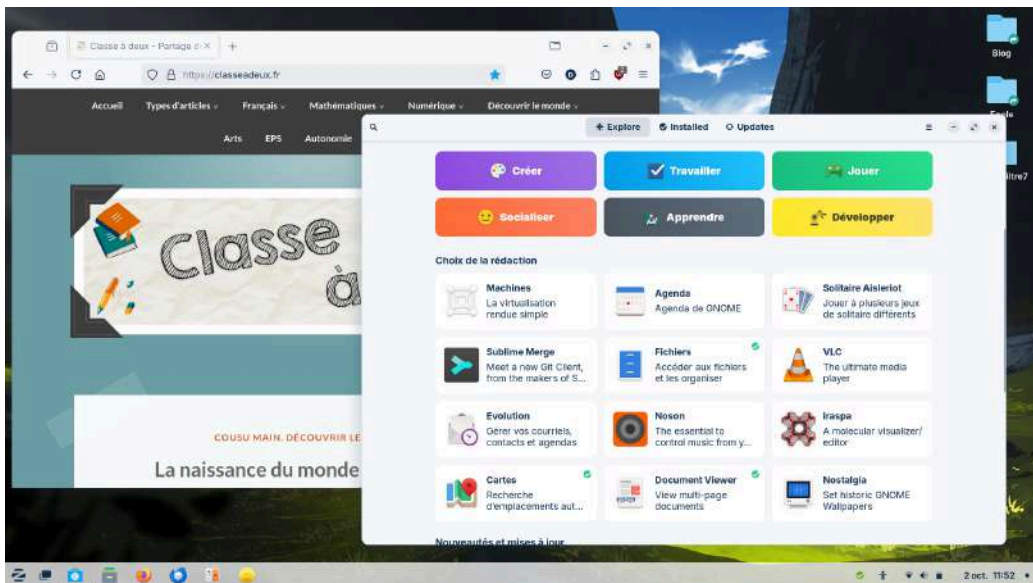 Classe à deux - Partage d
Blog
https://classeadeux.fr
Accueil Types d'articles Français Mathématiques Numérique Découvrir le monde
Arts EPS Autonomie
Explore Installed Updates
Créer Travailler Jouer
Socialiser Apprendre Développer
Classe
à
Choix de la rédaction
Machines
La virtualisation
rendue simple
Agenda
Agenda de GNOME
Solitaire Aisleriot
Jouer à plusieurs jeux
de solitaire différents
Sublime Merge
Meet a new Git Client,
from the makers of S...
Fichiers
Accéder aux fichiers
et les organiser
VLC
The ultimate media
player
Evolution
Gérer vos courriels,
contacts et agendas
Noson
The essential to
control music from y...
Iraspa
A molecular visualizer/
editor
COUSU MAIN, DÉCOUVRIR LE
La naissance du monde
Cartes
Recherche
d'emplacements aut...
Document Viewer
View multi-page
documents
Nostalgia
Set historic GNOME
Wallpapers
Nouveautés et mises à jour
2 oct. 11:52